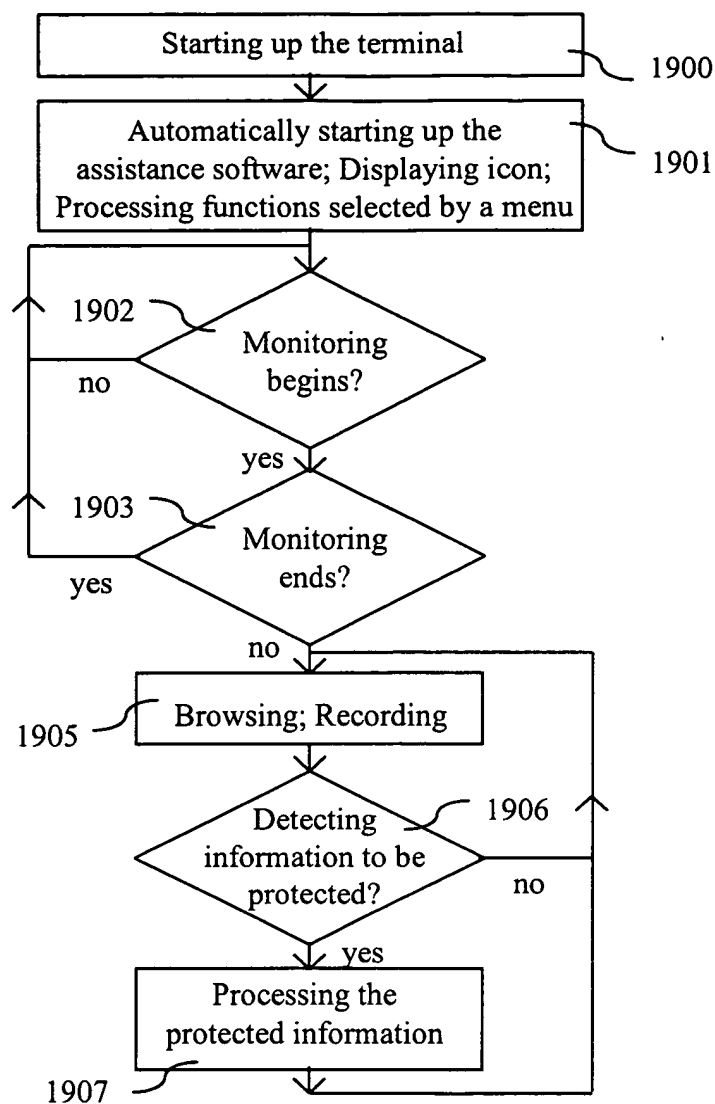 Starting up the terminal
1900
Automatically starting up the
assistance software; Displaying icon;
Processing functions selected by a menu
1901
1902
Monitoring
begins?
no
yes
1903
Monitoring
ends?
yes
no
Browsing; Recording
1905
1906
Detecting
information to be
protected?
no
yes
Processing the
protected information
1907